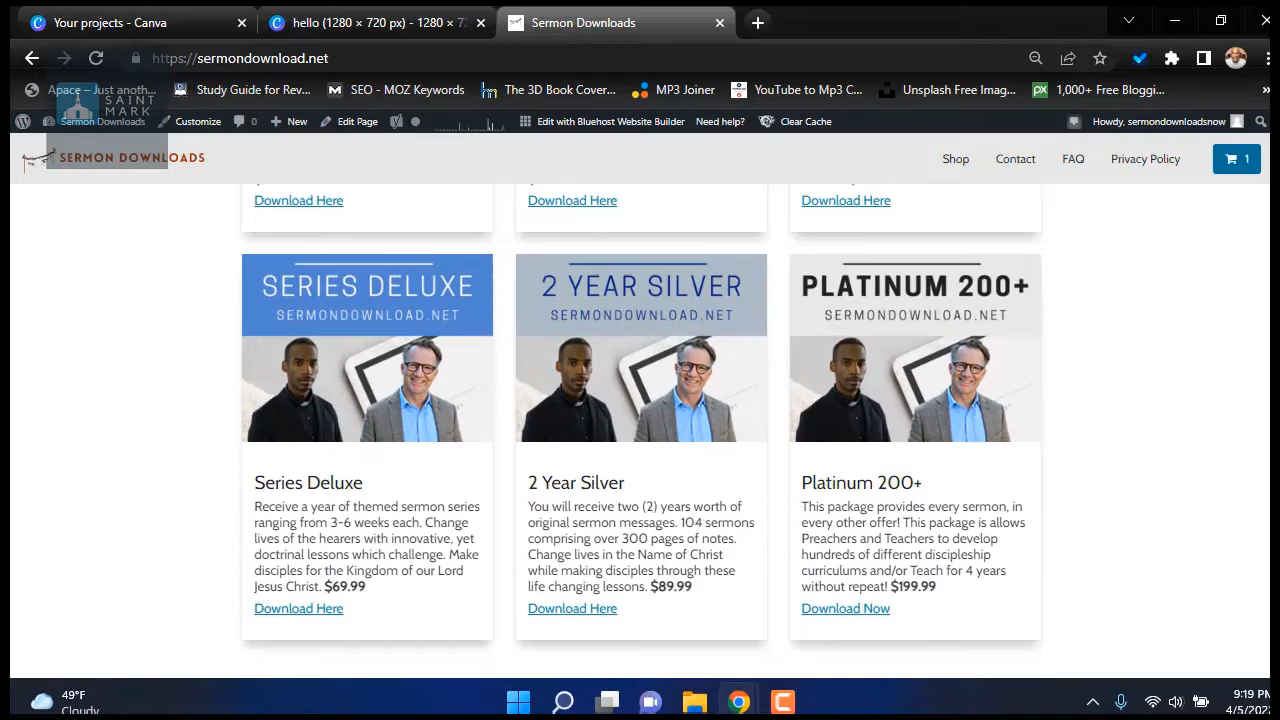 Your projects - Canva
hello (1280 × 720 px) - 1280 × 72
Sermon Downloads
https://sermondownload.net
Apace – Just anoth...
Study Guide for Rev...
SEO - MOZ Keywords
The 3D Book Cover...
MP3 Joiner
YouTube to Mp3 C...
Unsplash Free Imag...
1,000+ Free Bloggi...
SAINT
MARK
Sermon Downloads
Customize
0
New
Edit Page
Edit with Bluehost Website Builder
Need help?
Clear Cache
Howdy, sermondownloadsnow
SERMON DOWNLOADS
Shop
Contact
FAQ
Privacy Policy
1
Download Here
Download Here
Download Here
SERIES DELUXE
SERMONDOWNLOAD.NET
2 YEAR SILVER
SERMONDOWNLOAD.NET
PLATINUM 200+
SERMONDOWNLOAD.NET
Series Deluxe
Receive a year of themed sermon series
ranging from 3-6 weeks each. Change
lives of the hearers with innovative, yet
doctrinal lessons which challenge. Make
disciples for the Kingdom of our Lord
Jesus Christ. $69.99
Download Here
2 Year Silver
You will receive two (2) years worth of
original sermon messages. 104 sermons
comprising over 300 pages of notes.
Change lives in the Name of Christ
while making disciples through these
life changing lessons. $89.99
Download Here
Platinum 200+
This package provides every sermon, in
every other offer! This package is allows
Preachers and Teachers to develop
hundreds of different discipleship
curriculums and/or Teach for 4 years
without repeat! $199.99
Download Now
49°F
Cloudy
9:19 PM
4/5/202